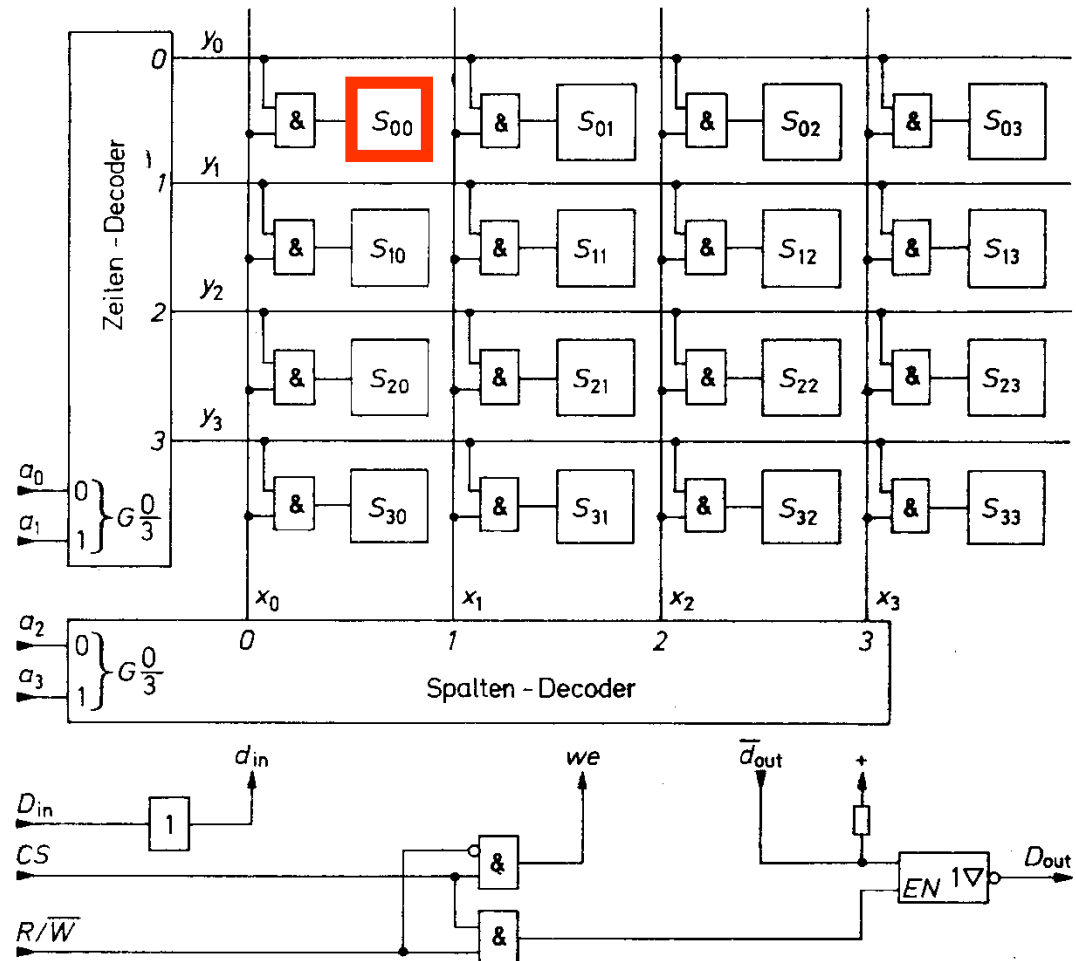 y0
0
& S00 & S01 & S02 & S03
Zeilen-Decoder
y1
1
& S10 & S11 & S12 & S13
y2
2
& S20 & S21 & S22 & S23
y3
3
a0 0
a1 1
} G 0/3
& S30 & S31 & S32 & S33
x0 x1 x2 x3
a2 0
a3 1
} G 0/3
0 1 2 3
Spalten-Decoder
din we d̅out +
Din 1
CS &
EN 1▽ Dout
R/W̅ &